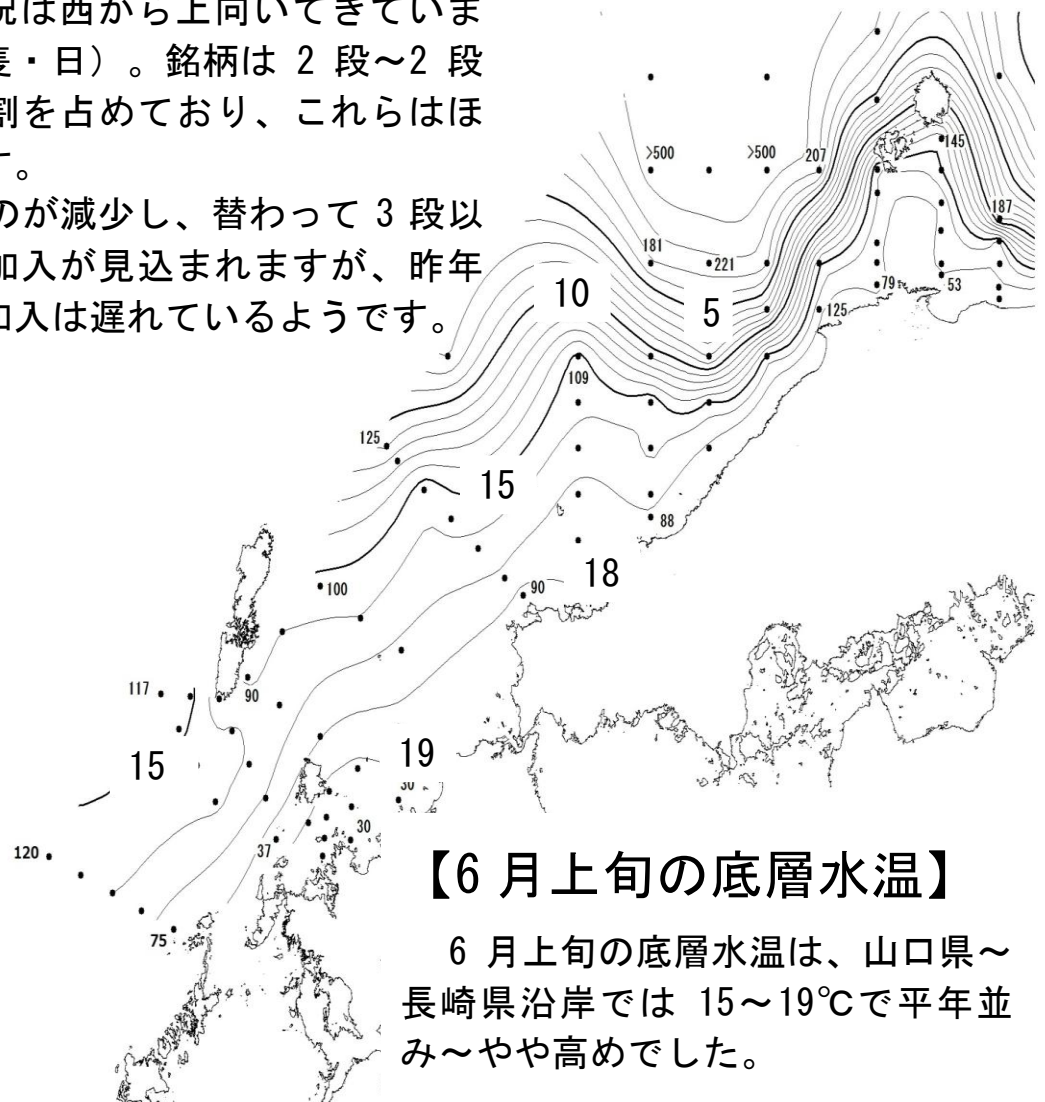 況は西から上向いてきていま
隻・日）。銘柄は 2 段～2 段
割を占めており、これらはほ
す。
のが減少し、替わって 3 段以
加入が見込まれますが、昨年
加入は遅れているようです。
>500
>500
207
145
187
181
221
79
53
125
10
5
109
125
15
88
100
18
90
117
90
15
19
30
30
37
120
75
【6 月上旬の底層水温】
6 月上旬の底層水温は、山口県～
長崎県沿岸では 15～19℃で平年並
み～やや高めでした。